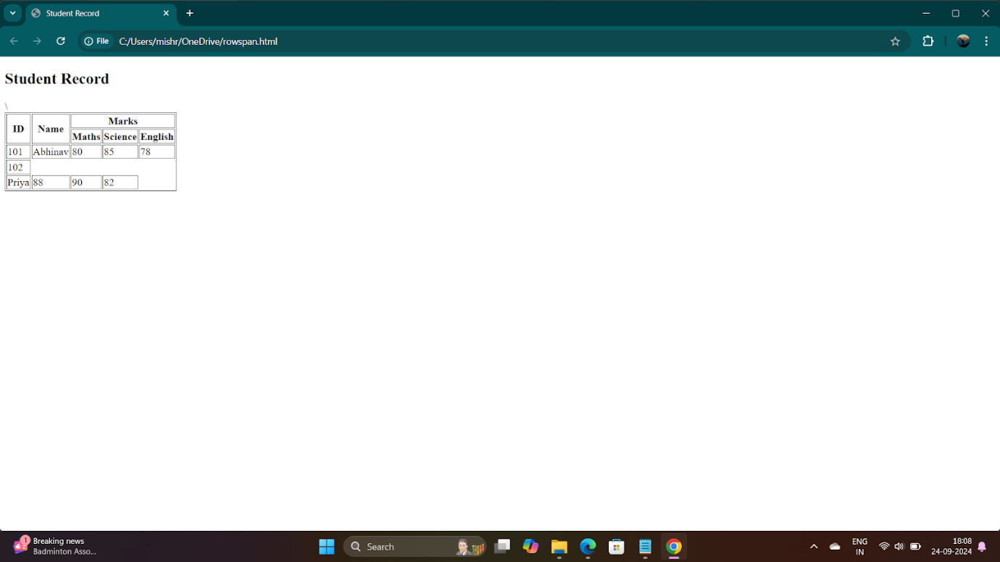 Student Record
File C:/Users/mishr/OneDrive/rowspan.html
Student Record
\
ID Name Marks
Maths Science English
101 Abhinav 80 85 78
102
Priya 88 90 82
1
Breaking news
Badminton Asso...
Search
ENG
IN
18:08
24-09-2024